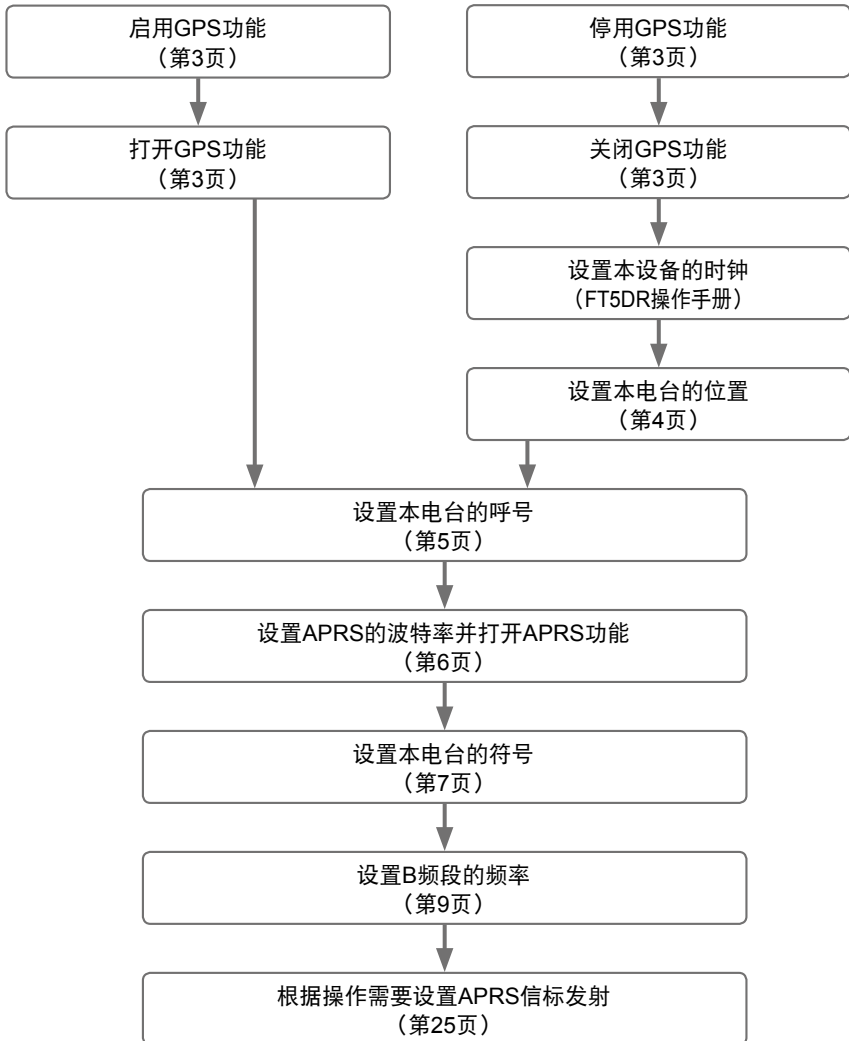 启用GPS功能
（第3页）
停用GPS功能
（第3页）
打开GPS功能
（第3页）
关闭GPS功能
（第3页）
设置本设备的时钟
（FT5DR操作手册）
设置本电台的位置
（第4页）
设置本电台的呼号
（第5页）
设置APRS的波特率并打开APRS功能
（第6页）
设置本电台的符号
（第7页）
设置B频段的频率
（第9页）
根据操作需要设置APRS信标发射
（第25页）